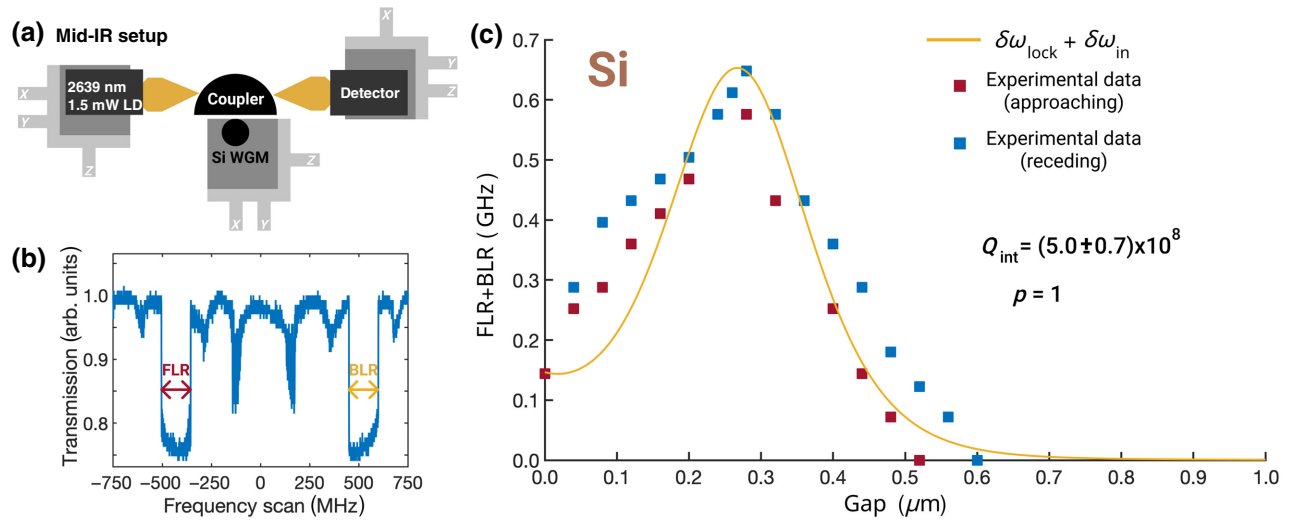 (a) Mid-IR setup
X
Y
Z
2639 nm
1.5 mW LD
Coupler
Si WGM
Z
X
Y
Detector
X
Y
Z
(b)
Transmission (arb. units)
1.0
0.9
0.8
FLR
BLR
−750 −500 −250 0 250 500 750
Frequency scan (MHz)
(c)
FLR+BLR ( GHz)
0.7
0.6
0.5
0.4
0.3
0.2
0.1
0.0
0.0 0.1 0.2 0.3 0.4 0.5 0.6 0.7 0.8 0.9 1.0
Gap (μm)
Si
δω_lock + δω_in
Experimental data
(approaching)
Experimental data
(receding)
Q_int = (5.0±0.7)x10⁸
p = 1